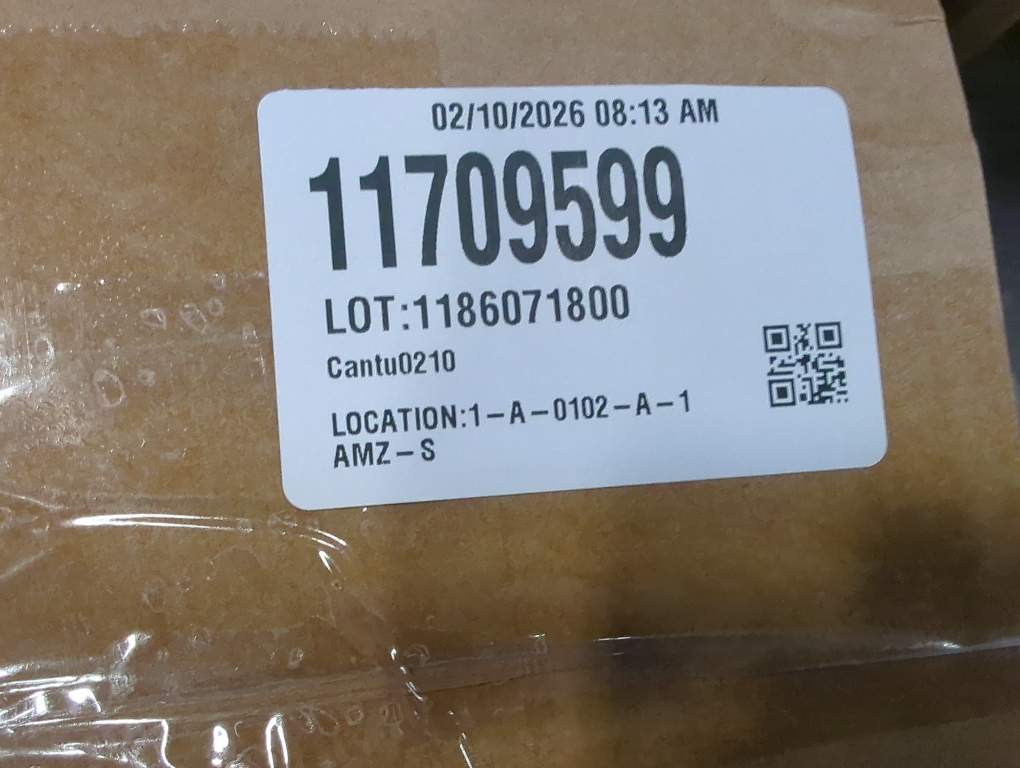 02/10/2026 08:13 AM
11709599
LOT:1186071800
Cantu0210
LOCATION:1-A-0102-A-1
AMZ-S